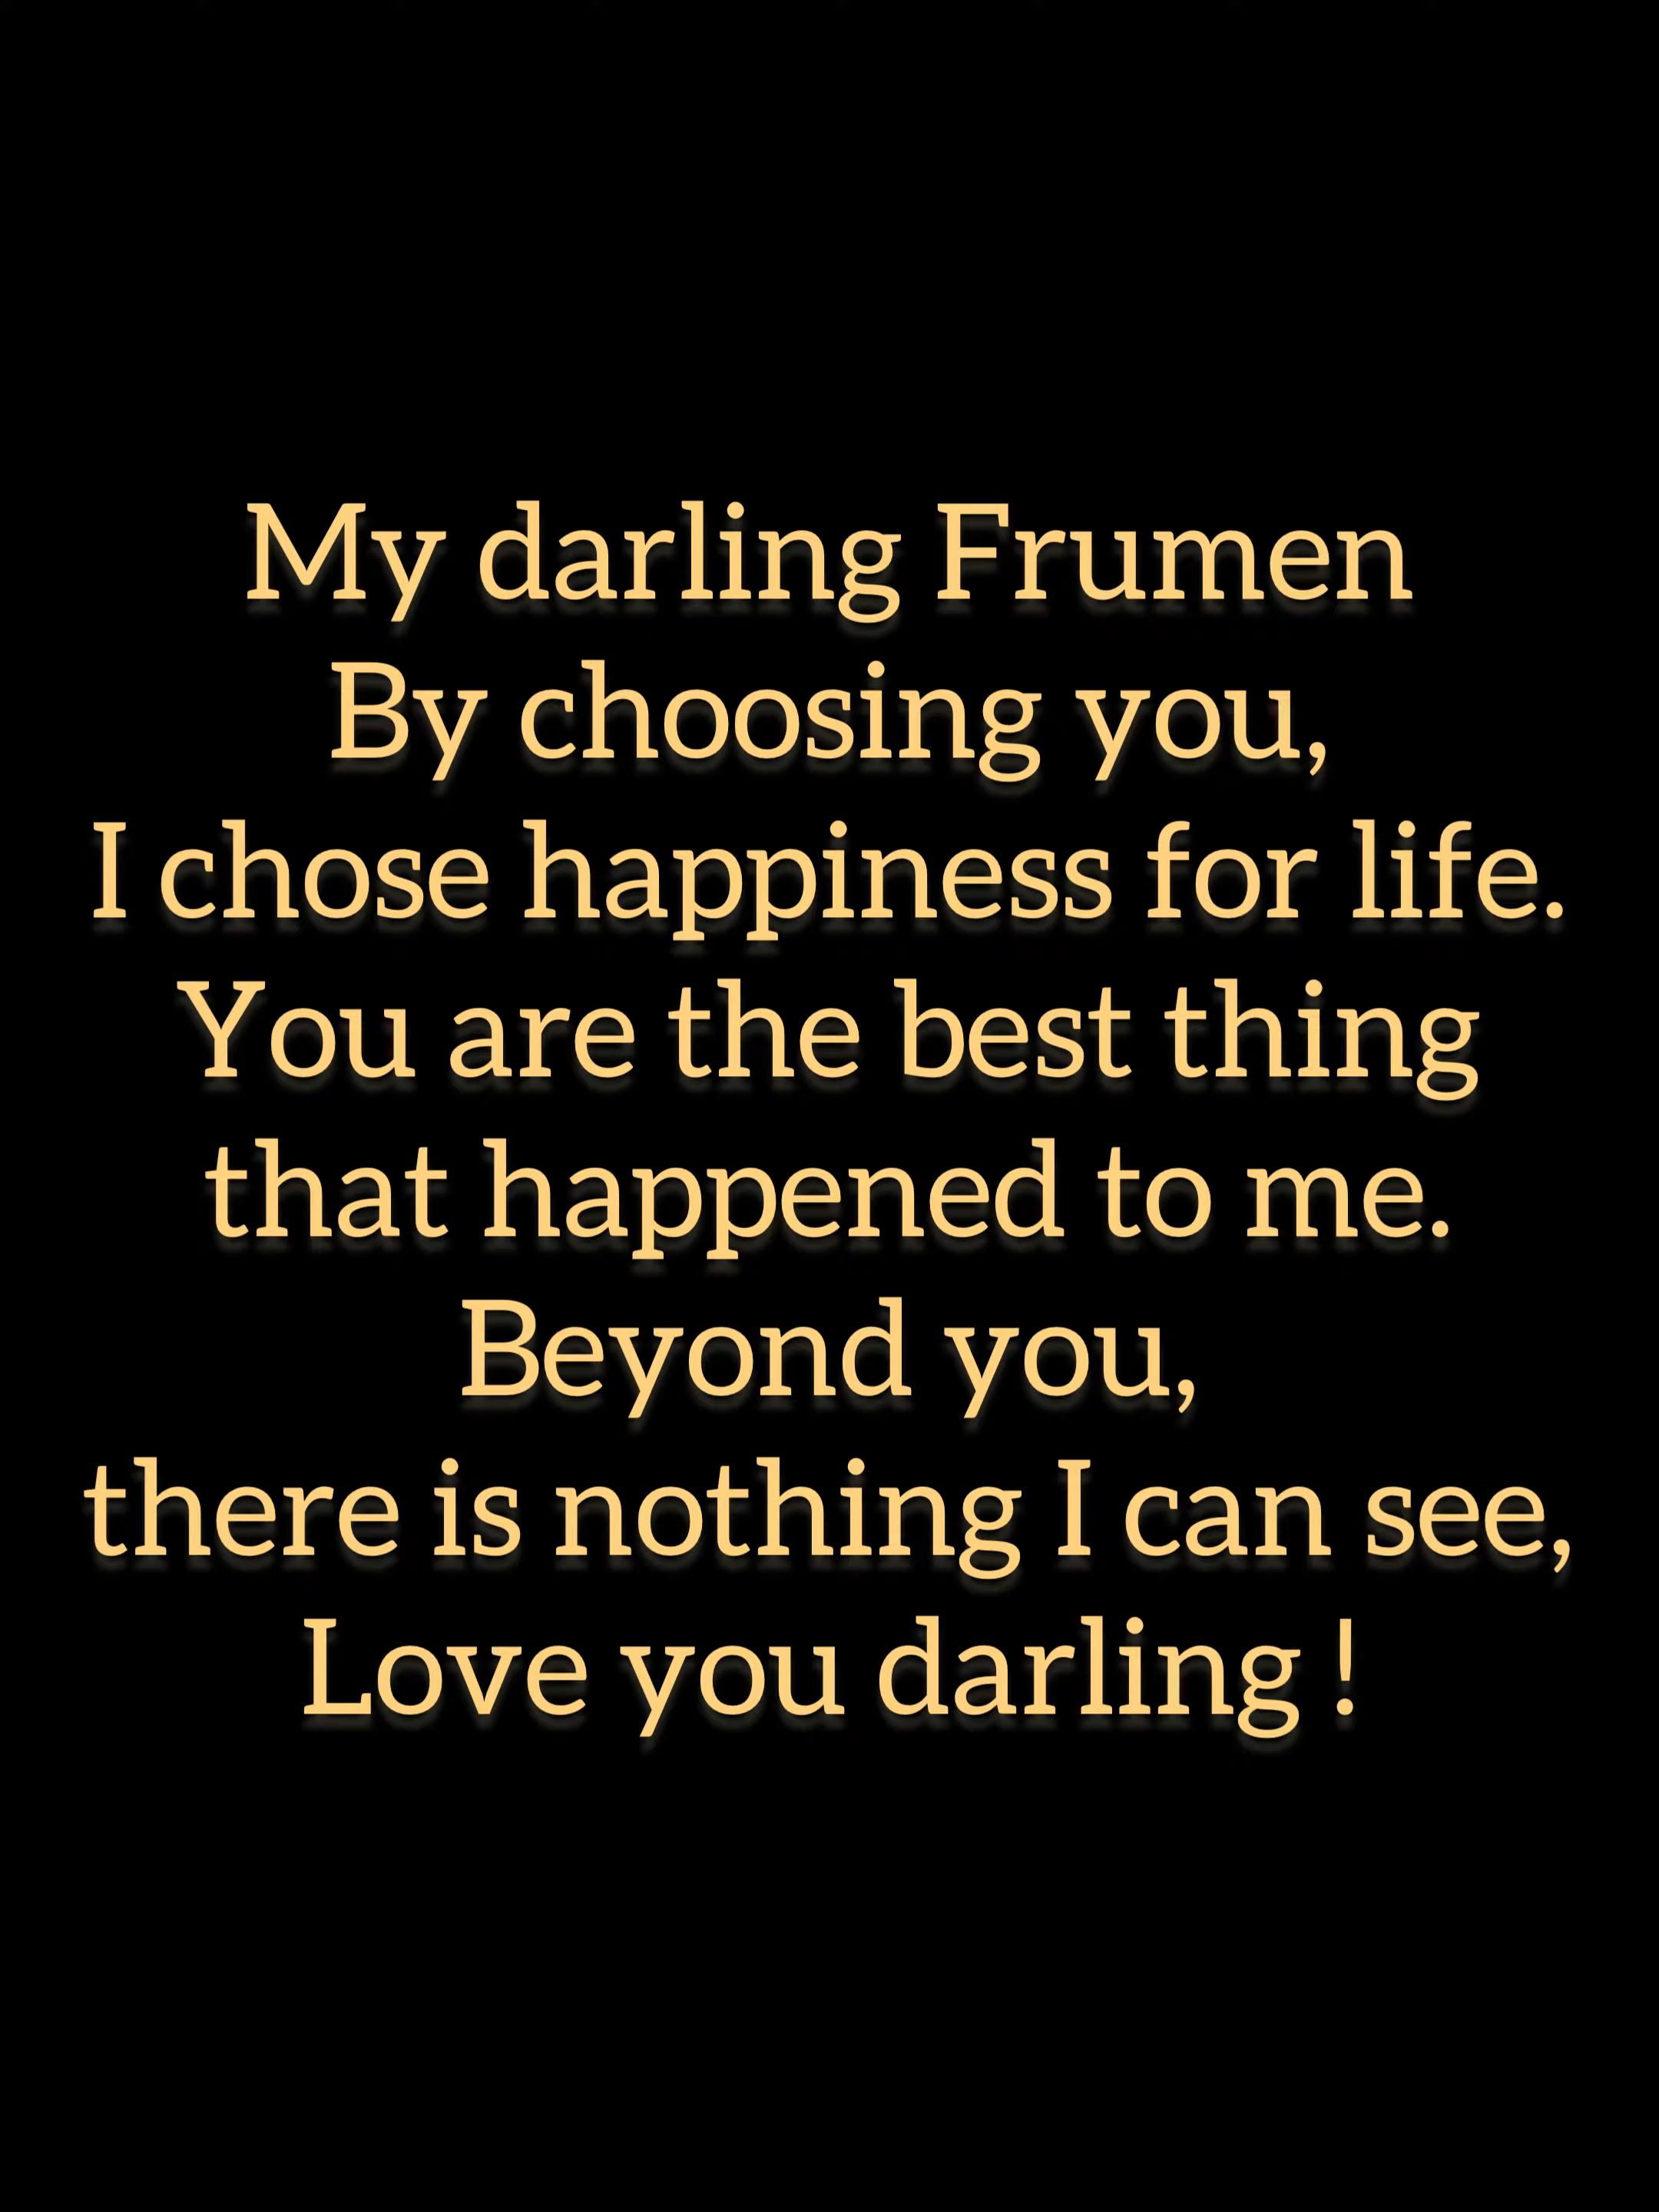 My darling Frumen
By choosing you,
I chose happiness for life.
You are the best thing
that happened to me.
Beyond you,
there is nothing I can see,
Love you darling !